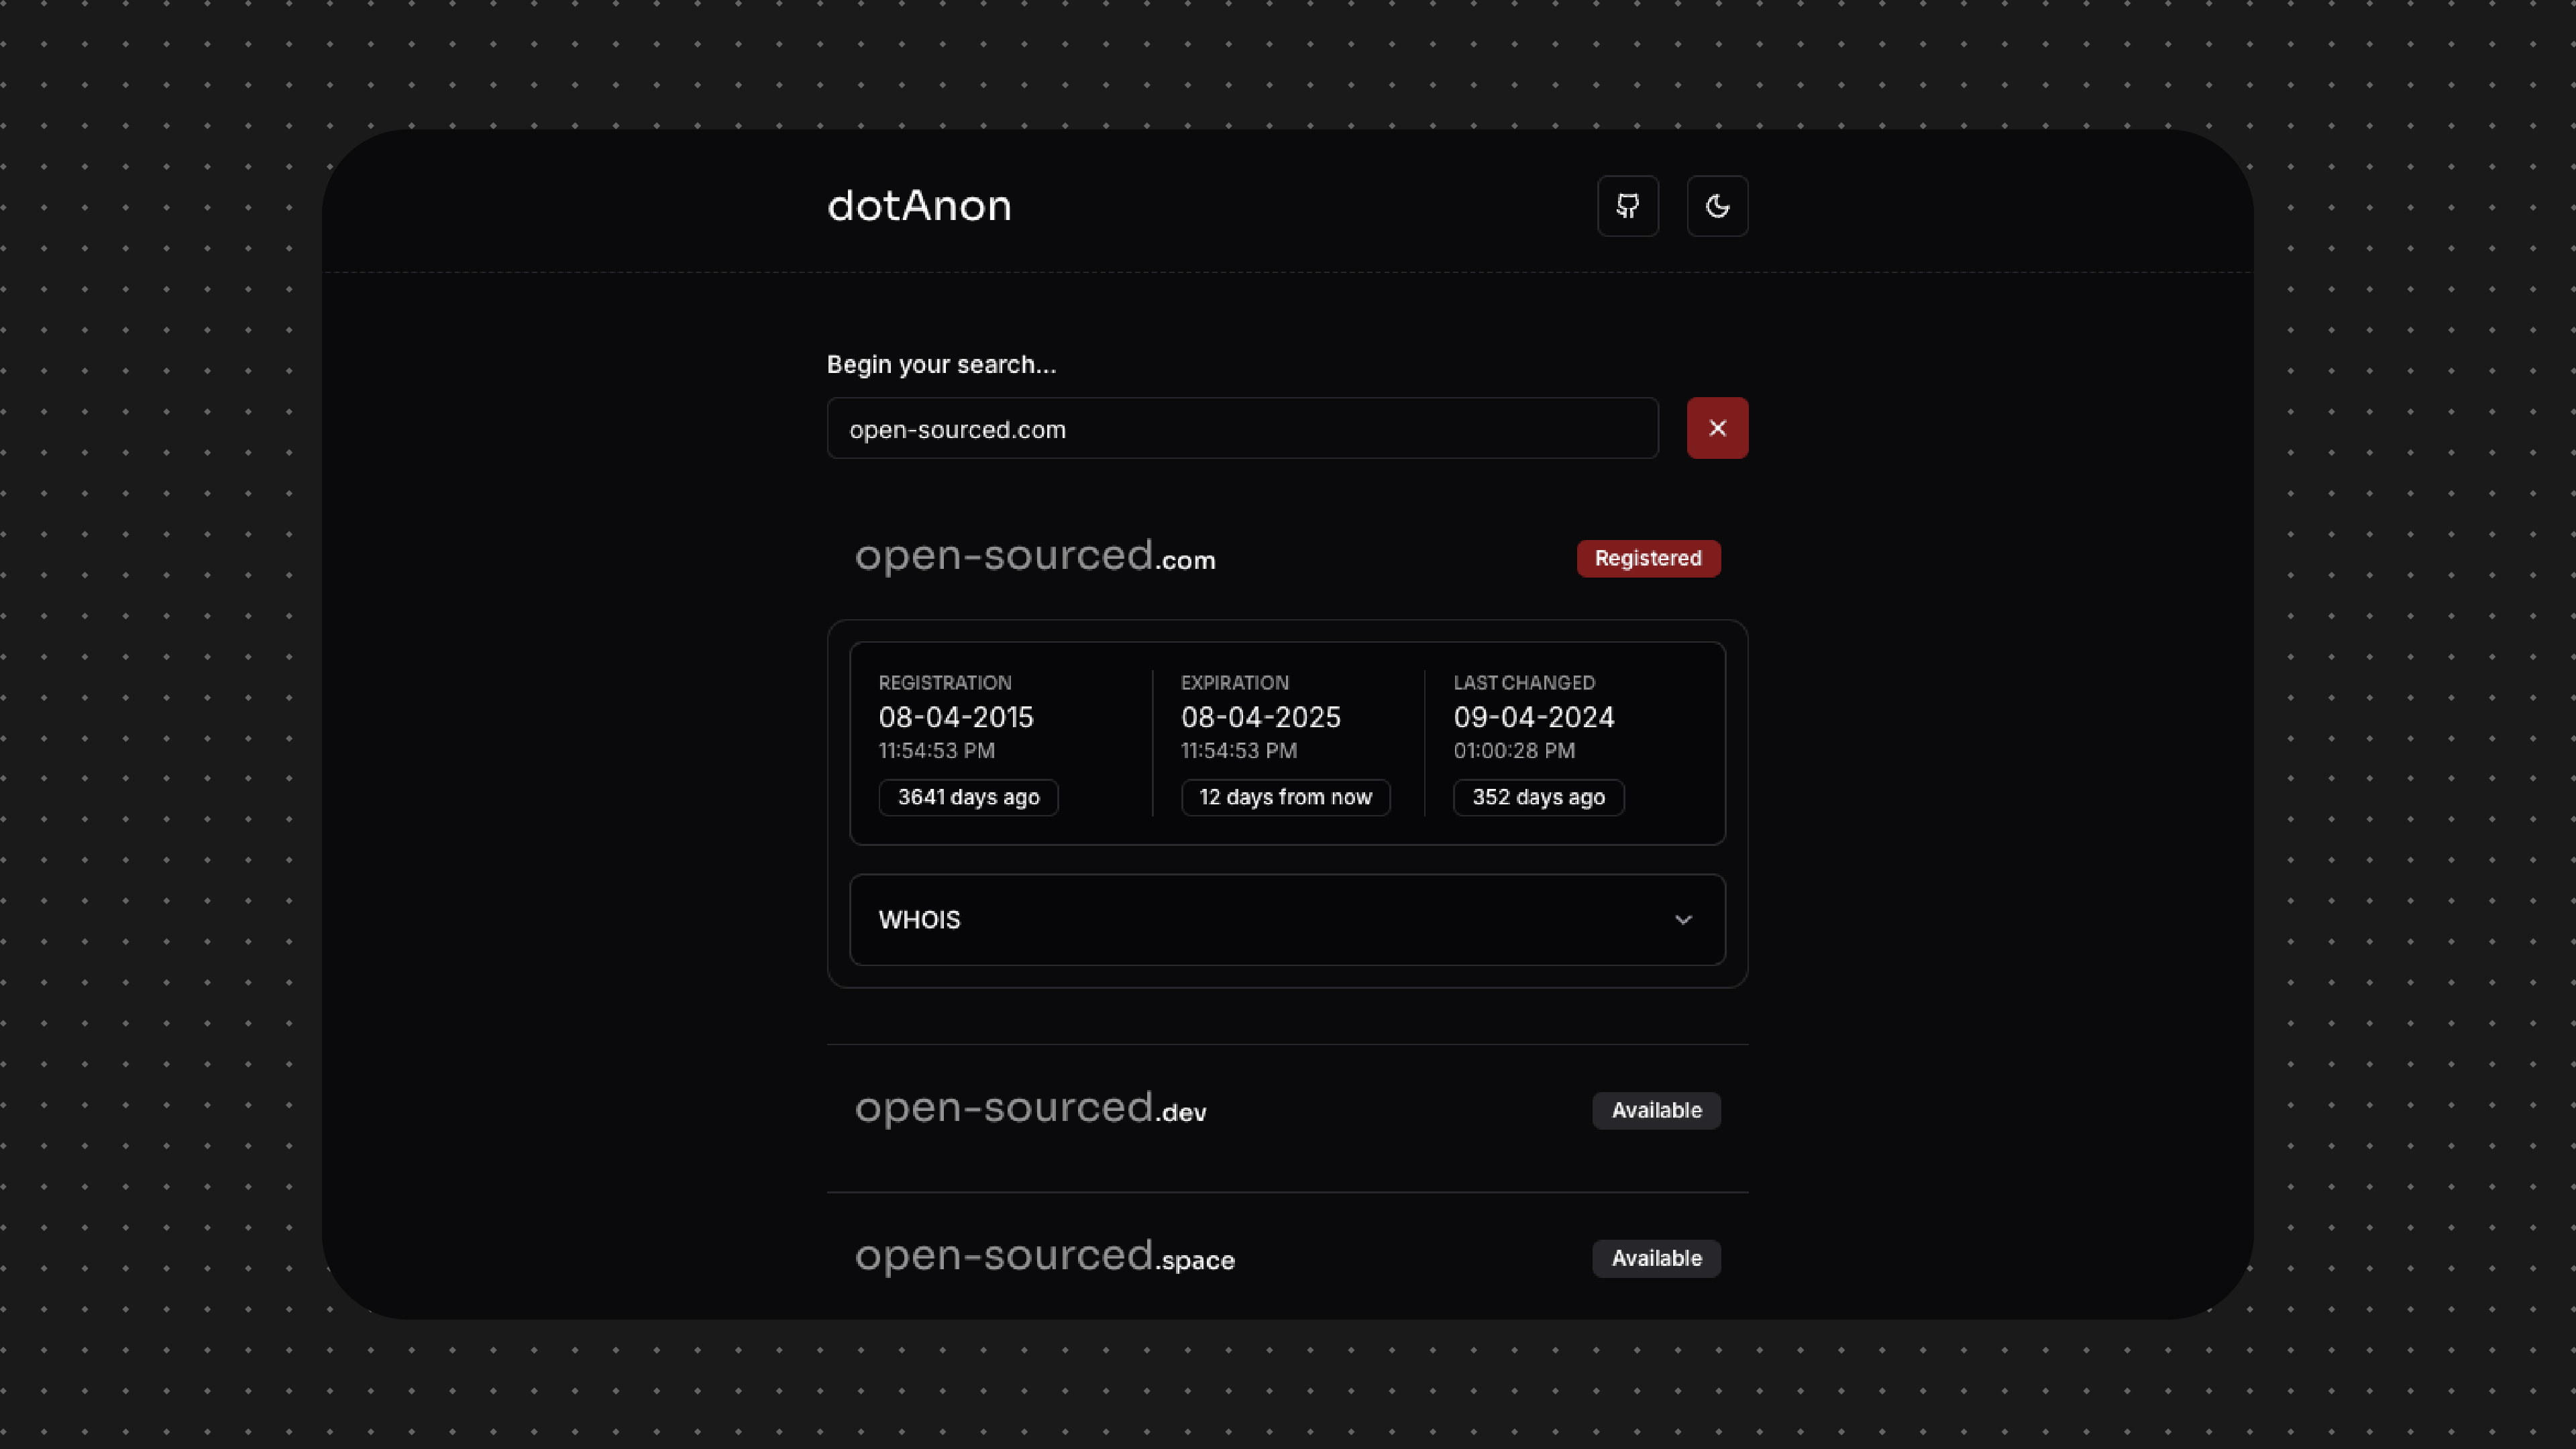 dotAnon
Begin your search...
open-sourced.com
open-sourced.com
Registered
REGISTRATION
08-04-2015
11:54:53 PM
3641 days ago
EXPIRATION
08-04-2025
11:54:53 PM
12 days from now
LAST CHANGED
09-04-2024
01:00:28 PM
352 days ago
WHOIS
open-sourced.dev
Available
open-sourced.space
Available